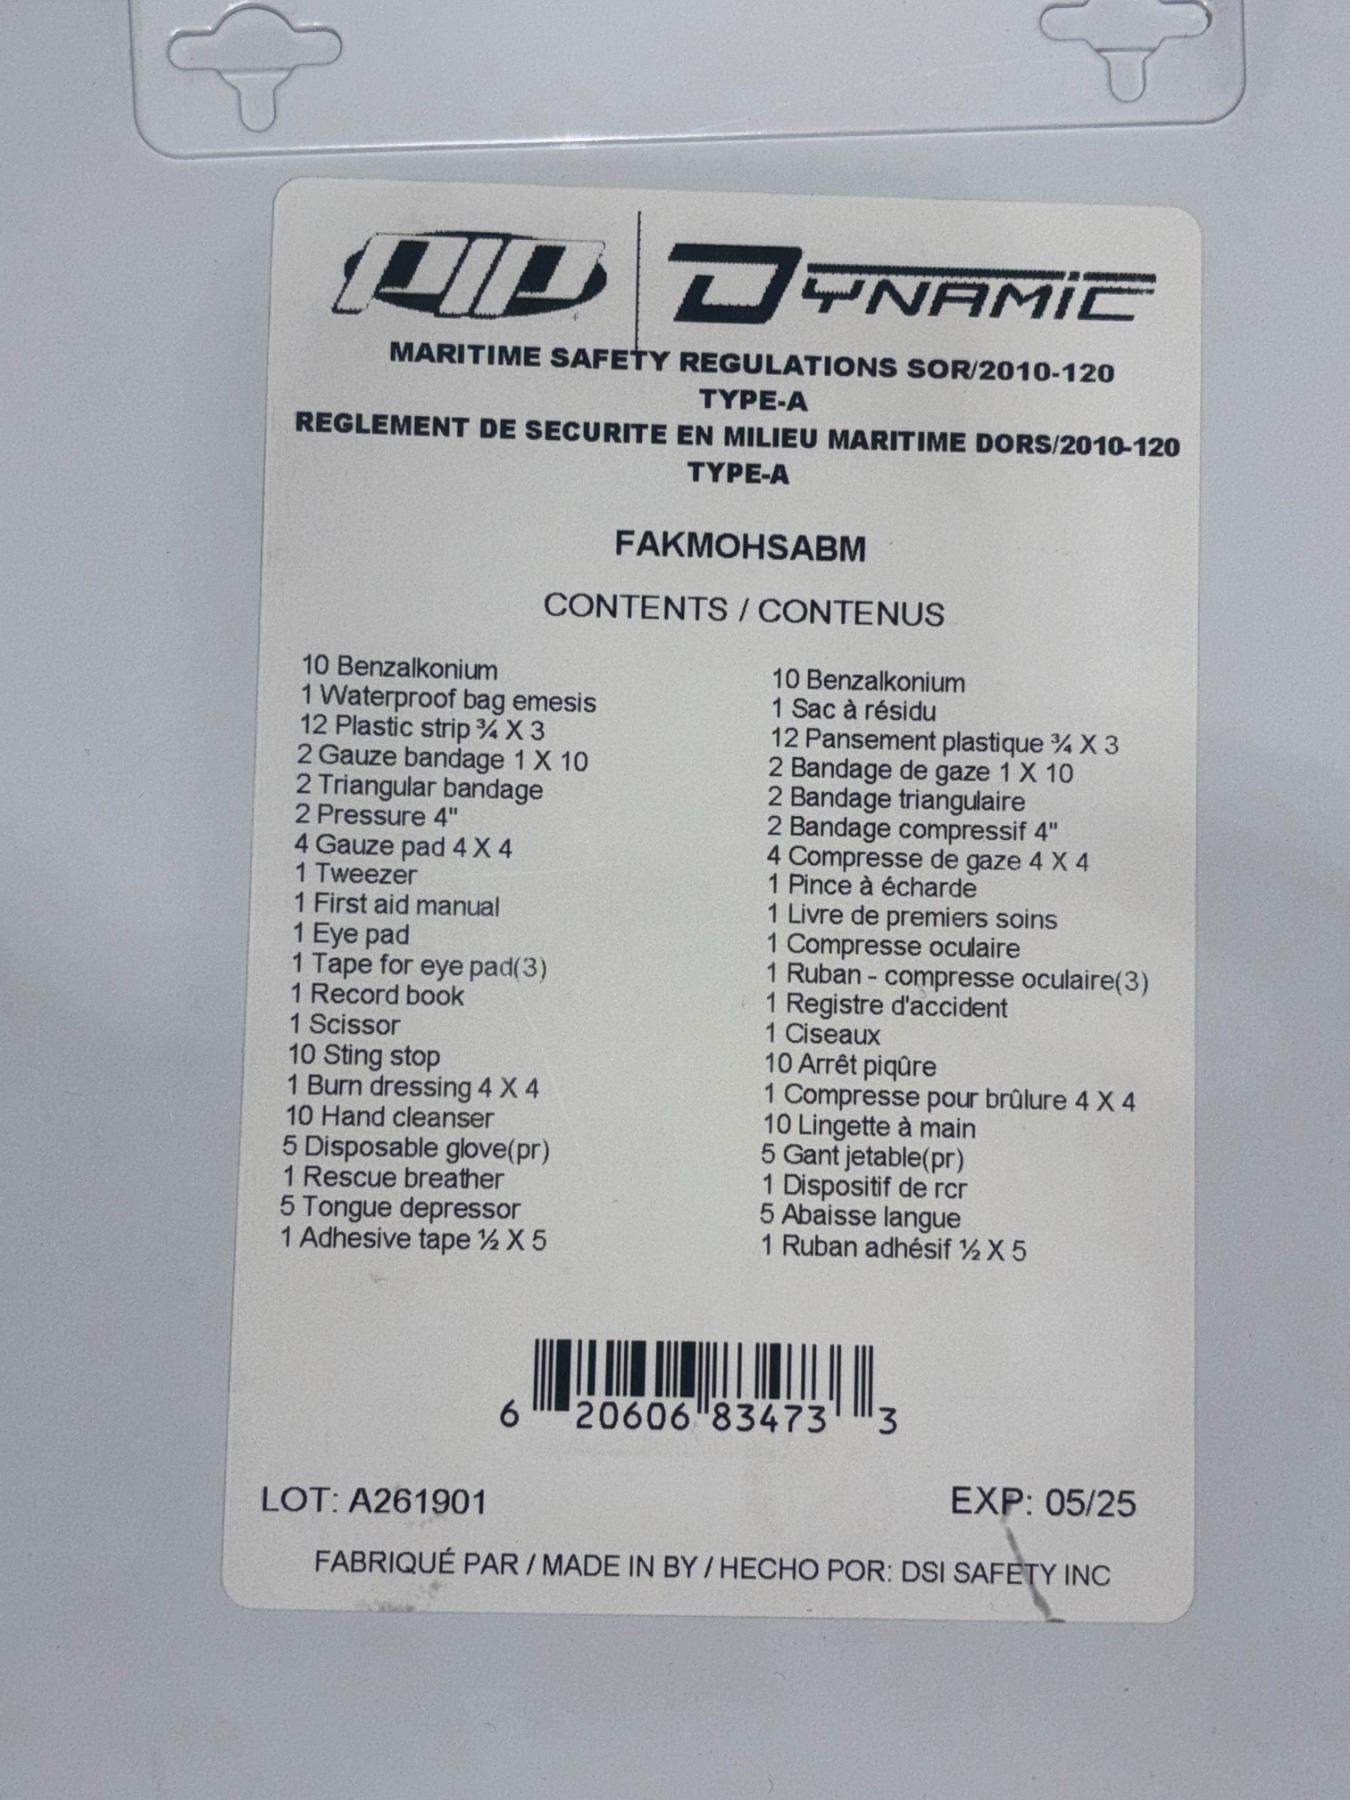 PIP DYNAMIC
MARITIME SAFETY REGULATIONS SOR/2010-120
TYPE-A
REGLEMENT DE SECURITE EN MILIEU MARITIME DORS/2010-120
TYPE-A
FAKMOHSABM
CONTENTS / CONTENUS
10 Benzalkonium
1 Waterproof bag emesis
12 Plastic strip ¾ X 3
2 Gauze bandage 1 X 10
2 Triangular bandage
2 Pressure 4"
4 Gauze pad 4 X 4
1 Tweezer
1 First aid manual
1 Eye pad
1 Tape for eye pad(3)
1 Record book
1 Scissor
10 Sting stop
1 Burn dressing 4 X 4
10 Hand cleanser
5 Disposable glove(pr)
1 Rescue breather
5 Tongue depressor
1 Adhesive tape ½ X 5
10 Benzalkonium
1 Sac à résidu
12 Pansement plastique ¾ X 3
2 Bandage de gaze 1 X 10
2 Bandage triangulaire
2 Bandage compressif 4"
4 Compresse de gaze 4 X 4
1 Pince à écharde
1 Livre de premiers soins
1 Compresse oculaire
1 Ruban - compresse oculaire(3)
1 Registre d'accident
1 Ciseaux
10 Arrêt piqûre
1 Compresse pour brûlure 4 X 4
10 Lingette à main
5 Gant jetable(pr)
1 Dispositif de rcr
5 Abaisse langue
1 Ruban adhésif ½ X 5
6 20606 83473 3
LOT: A261901 EXP: 05/25
FABRIQUÉ PAR / MADE IN BY / HECHO POR: DSI SAFETY INC